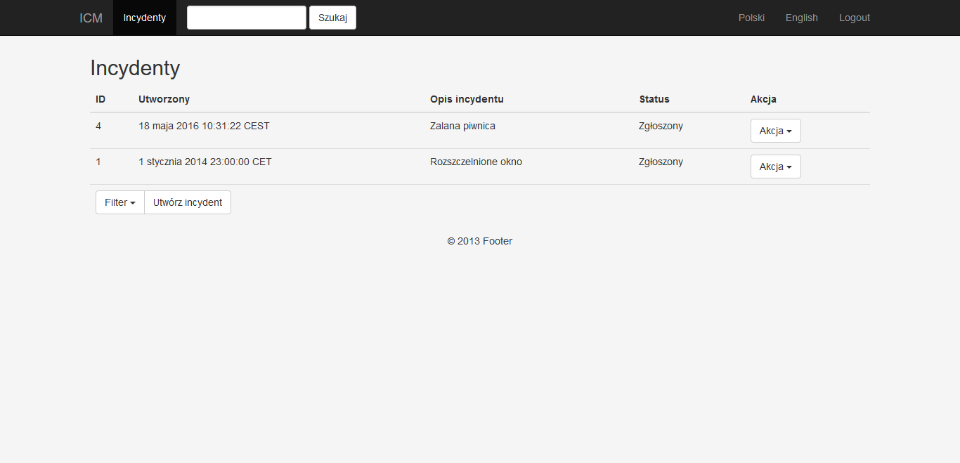 ICM Incydenty Szukaj Polski English Logout
Incydenty
ID Utworzony Opis incydentu Status Akcja
4 18 maja 2016 10:31:22 CEST Zalana piwnica Zgłoszony Akcja
1 1 stycznia 2014 23:00:00 CET Rozszczelnione okno Zgłoszony Akcja
Filter Utwórz incydent
© 2013 Footer